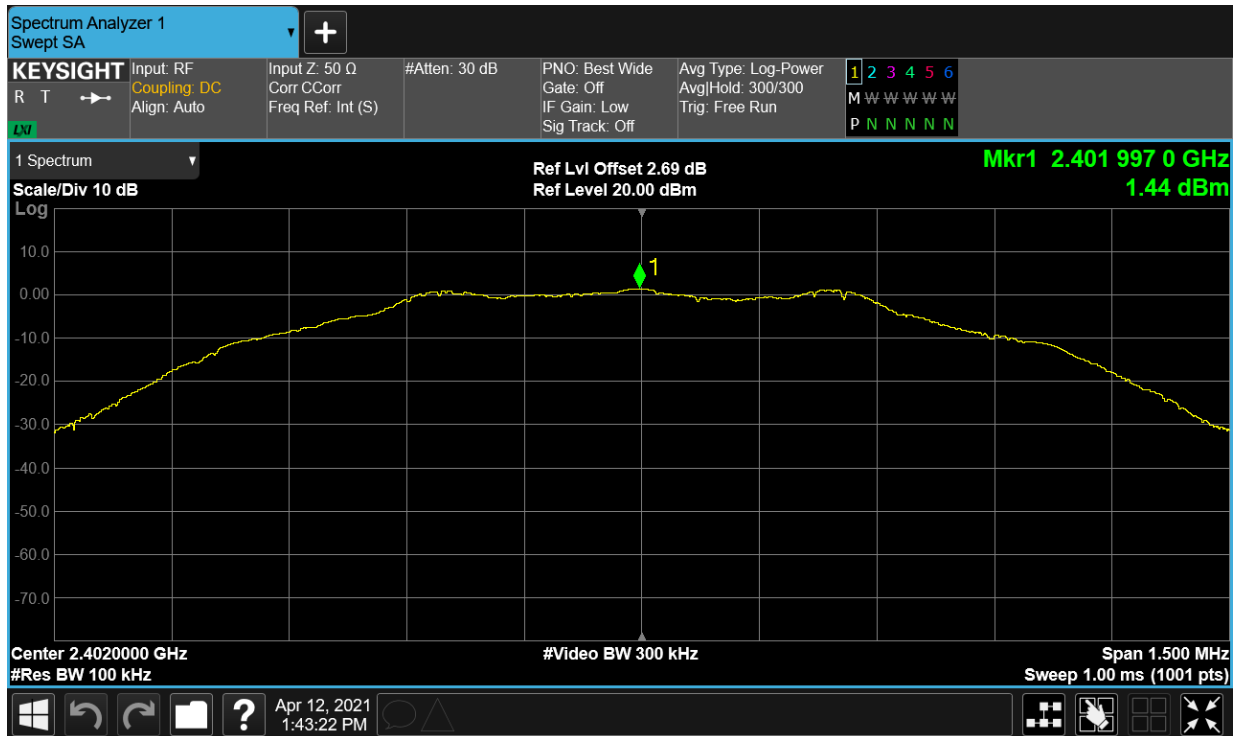 Spectrum Analyzer 1
Swept SA
KEYSIGHT
R T
LXI
Input: RF
Coupling: DC
Align: Auto
Input Z: 50 Ω
Corr CCorr
Freq Ref: Int (S)
#Atten: 30 dB
PNO: Best Wide
Gate: Off
IF Gain: Low
Sig Track: Off
Avg Type: Log-Power
Avg|Hold: 300/300
Trig: Free Run
1 2 3 4 5 6
M W W W W W
P N N N N N
1 Spectrum
Scale/Div 10 dB
Ref Lvl Offset 2.69 dB
Ref Level 20.00 dBm
Mkr1 2.401 997 0 GHz
1.44 dBm
Log
1
10.0
0.00
-10.0
-20.0
-30.0
-40.0
-50.0
-60.0
-70.0
Center 2.4020000 GHz
#Res BW 100 kHz
#Video BW 300 kHz
Span 1.500 MHz
Sweep 1.00 ms (1001 pts)
?
Apr 12, 2021
1:43:22 PM